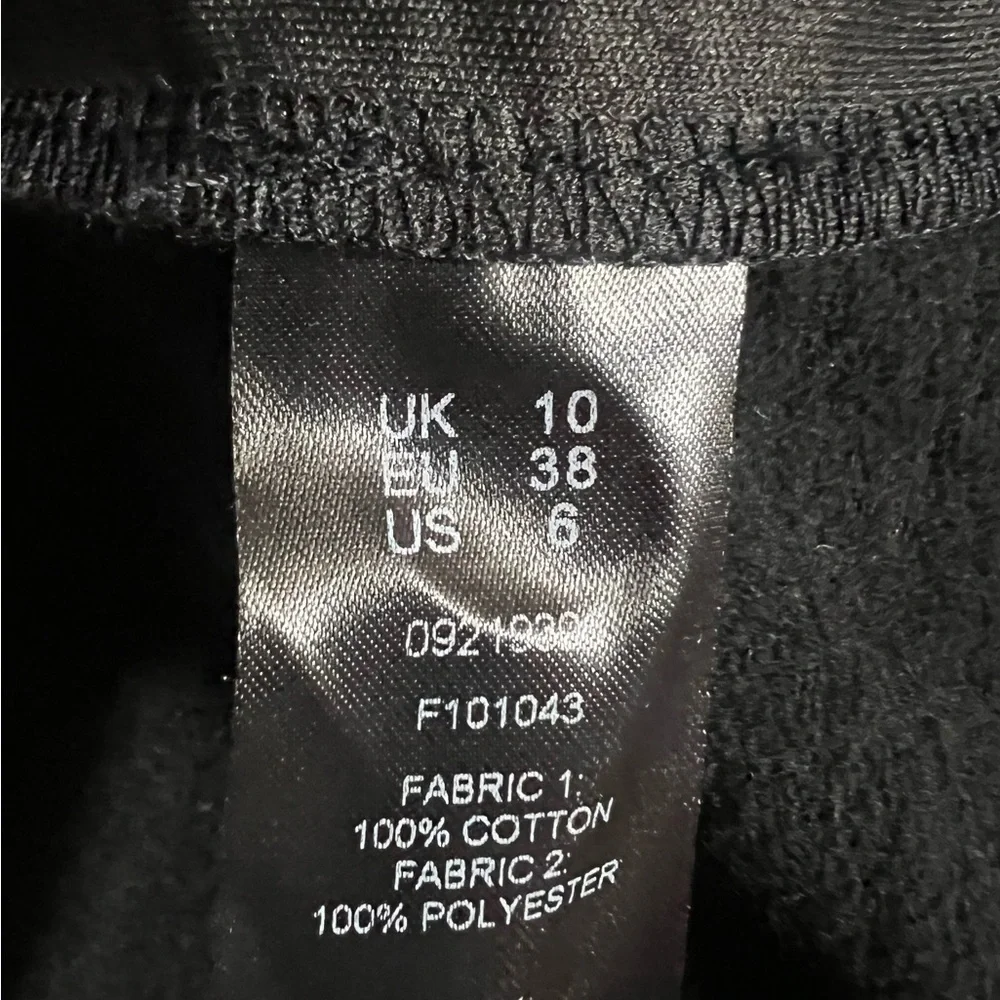 UK 10
EU 38
US 6
F101043
FABRIC 1:
100% COTTON
FABRIC 2:
100% POLYESTER